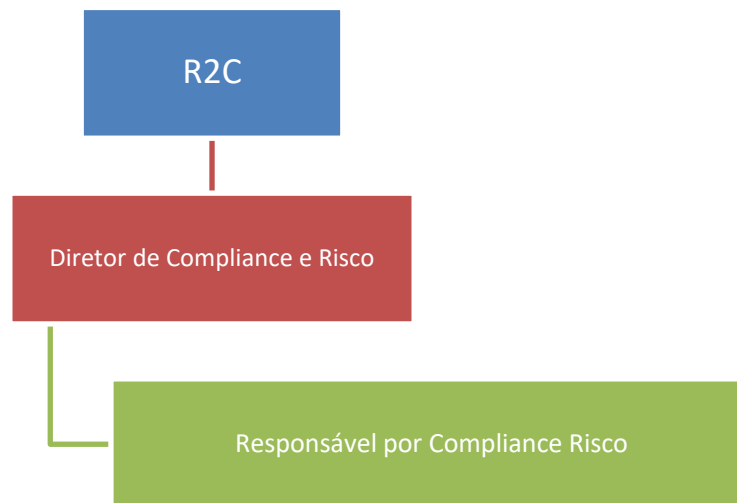 R2C
Diretor de Compliance e Risco
Responsável por Compliance Risco